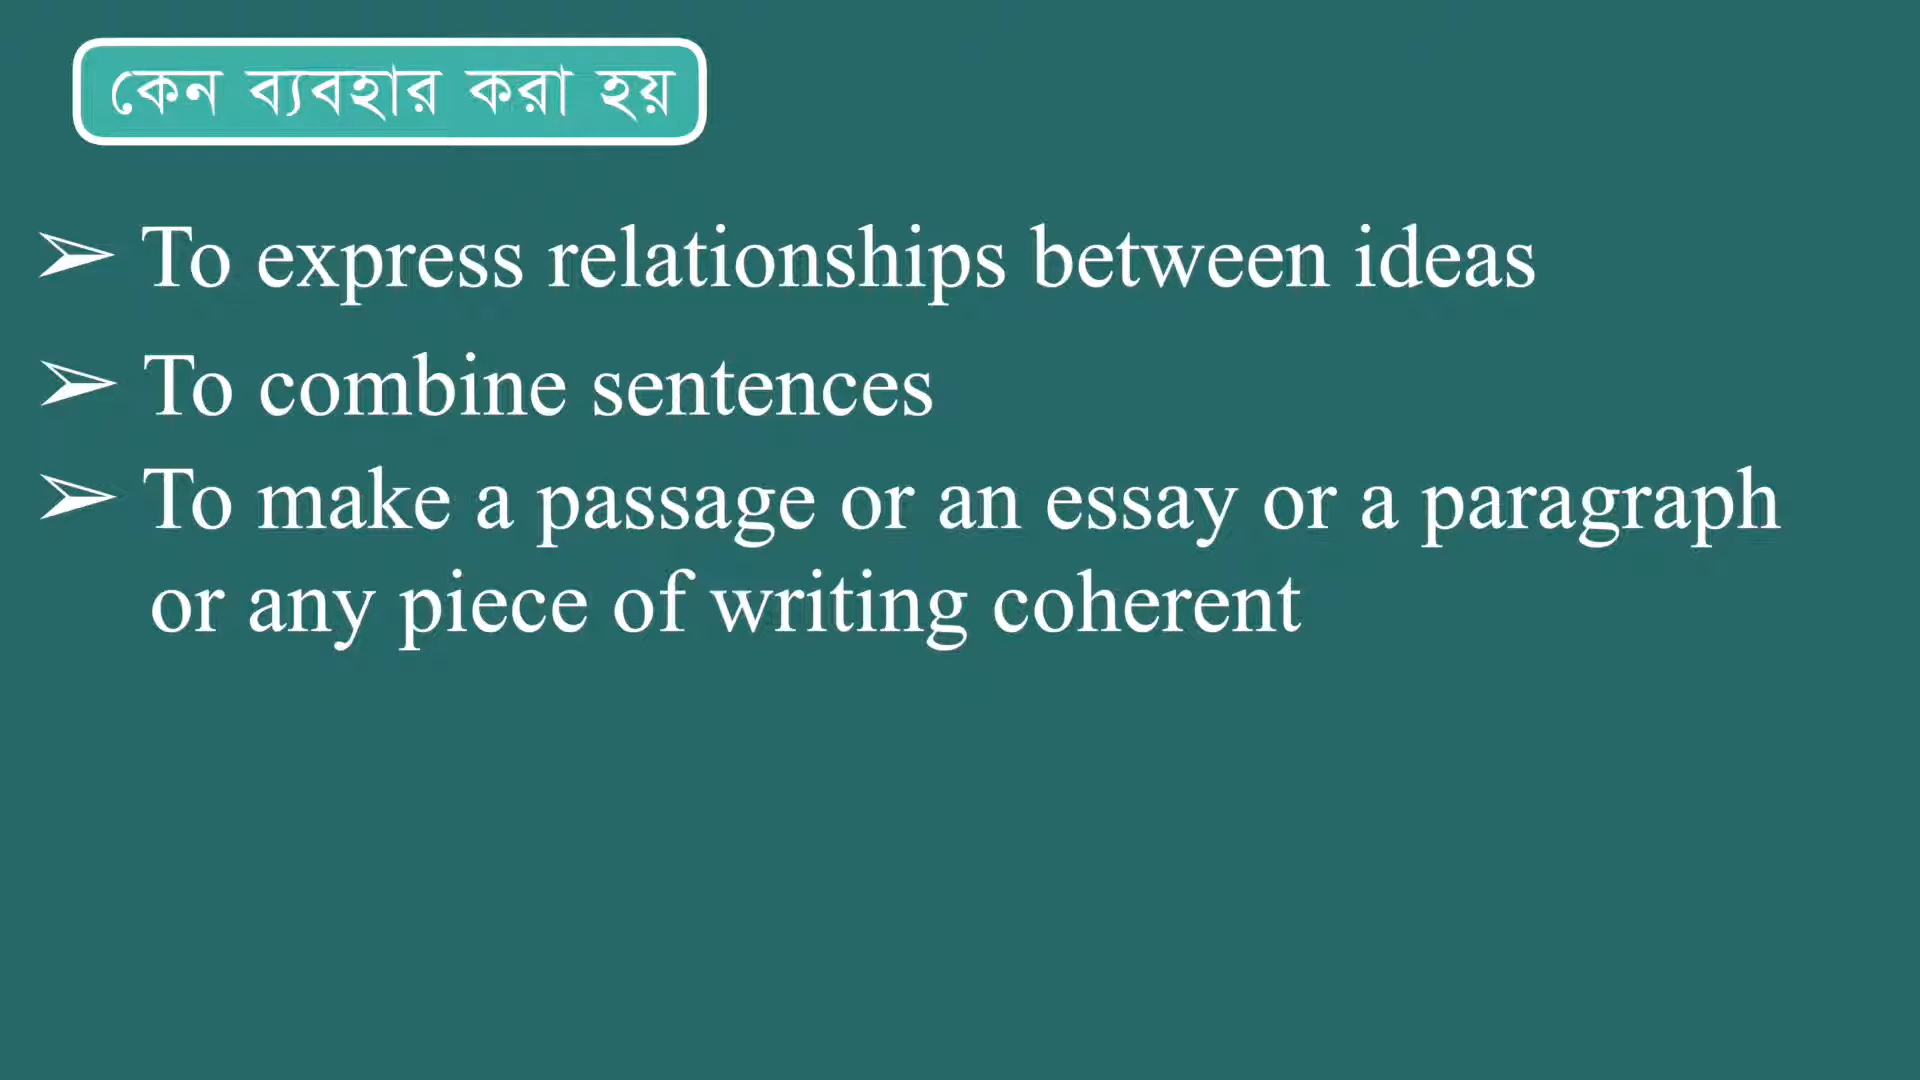 কেন ব্যবহার করা হয়
➢ To express relationships between ideas
➢ To combine sentences
➢ To make a passage or an essay or a paragraph
or any piece of writing coherent